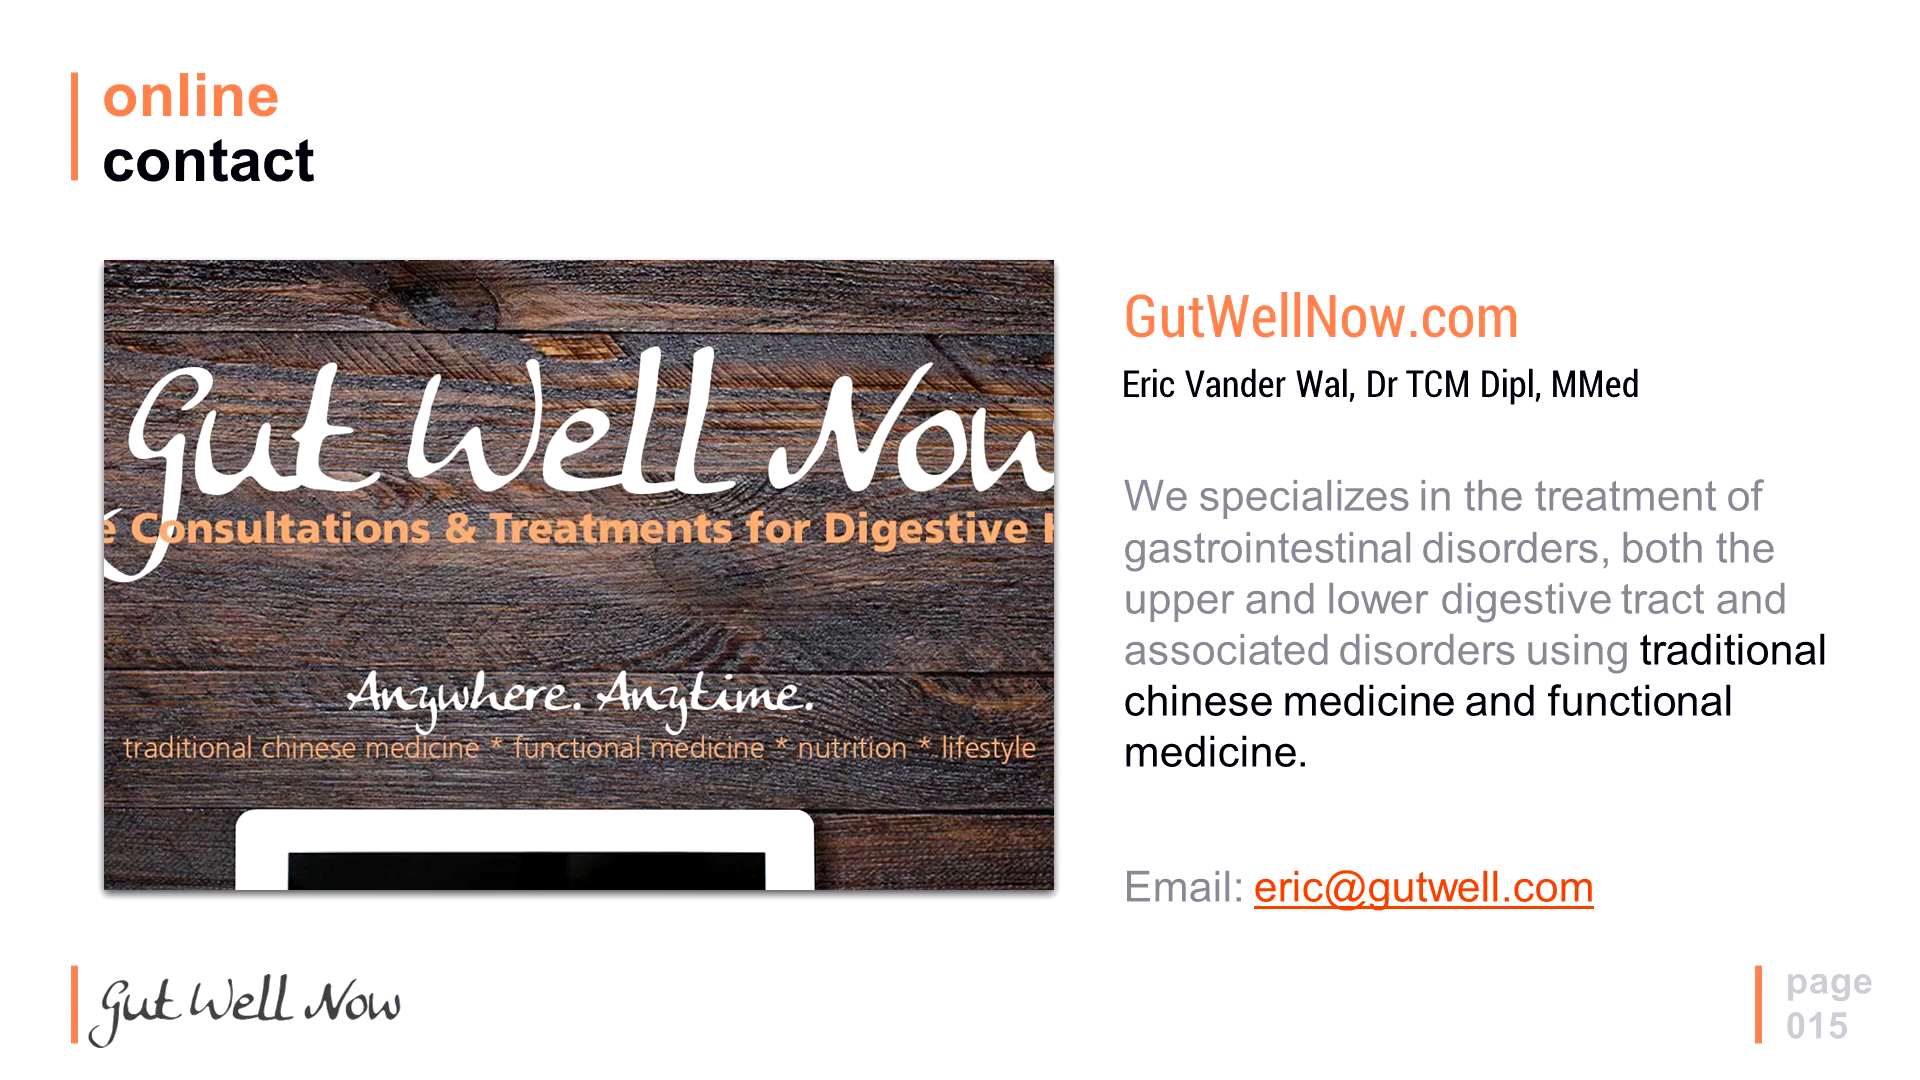 online
contact
Gut Well Now
e Consultations & Treatments for Digestive
Anywhere. Anytime.
traditional chinese medicine * functional medicine * nutrition * lifestyle
GutWellNow.com
Eric Vander Wal, Dr TCM Dipl, MMed
We specializes in the treatment of
gastrointestinal disorders, both the
upper and lower digestive tract and
associated disorders using traditional
chinese medicine and functional
medicine.
Email: eric@gutwell.com
Gut Well Now
page
015